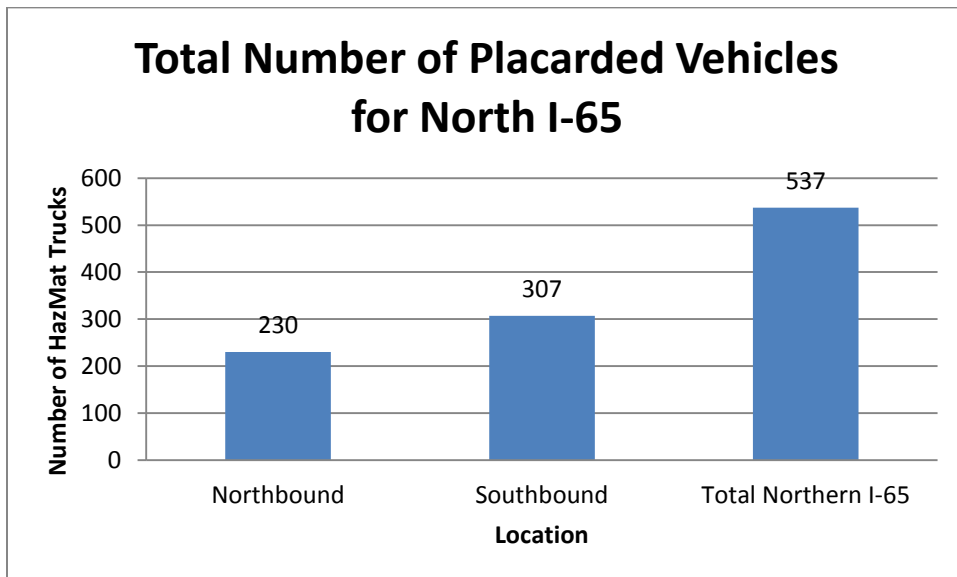 Total Number of Placarded Vehicles
for North I-65
Number of HazMat Trucks
600
500
400
300
200
100
0
230
307
537
Northbound
Southbound
Total Northern I-65
Location